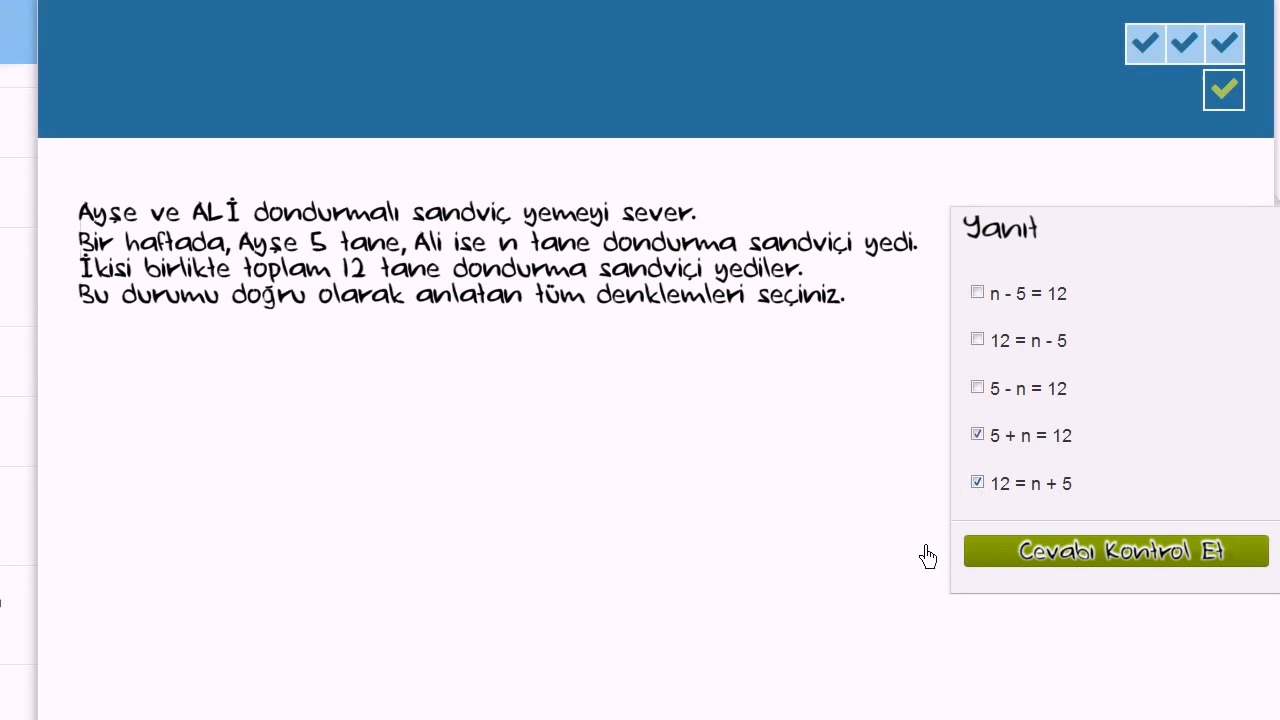 Ayşe ve ALİ dondurmalı sandviç yemeyi sever.
Bir haftada, Ayşe 5 tane, Ali ise n tane dondurma sandviçi yedi.
İkisi birlikte toplam 12 tane dondurma sandviçi yediler.
Bu durumu doğru olarak anlatan tüm denklemleri seçiniz.
Yanıt
n - 5 = 12
12 = n - 5
5 - n = 12
5 + n = 12
12 = n + 5
Cevabı Kontrol Et